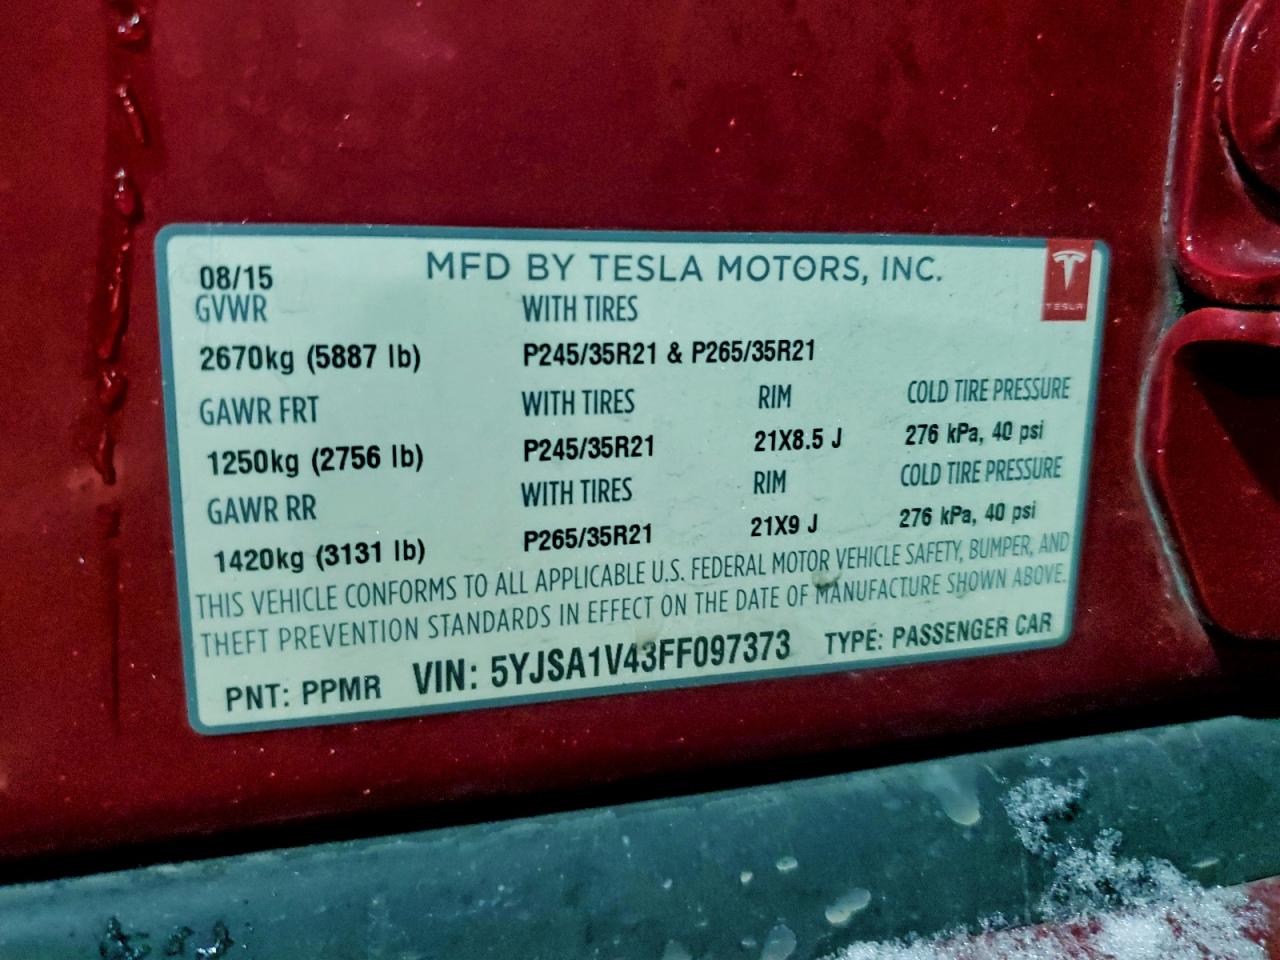 08/15 MFD BY TESLA MOTORS, INC.
TESLA
GVWR WITH TIRES
2670kg (5887 lb) P245/35R21 & P265/35R21
GAWR FRT WITH TIRES RIM COLD TIRE PRESSURE
1250kg (2756 lb) P245/35R21 21X8.5 J 276 kPa, 40 psi
GAWR RR WITH TIRES RIM COLD TIRE PRESSURE
1420kg (3131 lb) P265/35R21 21X9 J 276 kPa, 40 psi
THIS VEHICLE CONFORMS TO ALL APPLICABLE U.S. FEDERAL MOTOR VEHICLE SAFETY, BUMPER, AND
THEFT PREVENTION STANDARDS IN EFFECT ON THE DATE OF MANUFACTURE SHOWN ABOVE.
PNT: PPMR VIN: 5YJSA1V43FF097373 TYPE: PASSENGER CAR